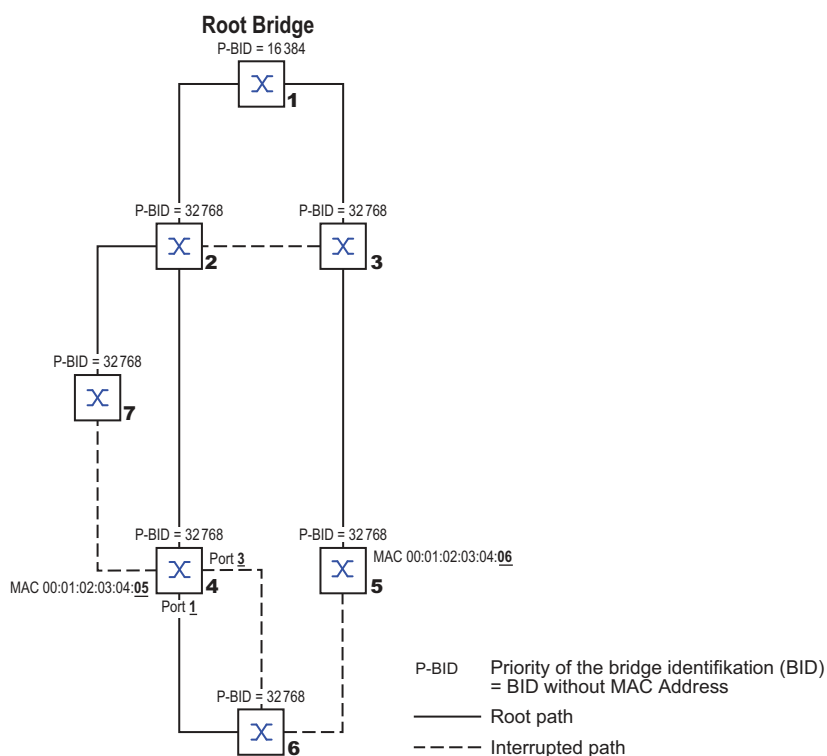 Root Bridge
P-BID = 16 384
1
P-BID = 32 768
P-BID = 32 768
2
3
P-BID = 32 768
7
P-BID = 32 768
P-BID = 32 768
Port 3
MAC 00:01:02:03:04:06
MAC 00:01:02:03:04:05
4
5
Port 1
P-BID = 32 768
6
P-BID Priority of the bridge identifikation (BID)
= BID without MAC Address
Root path
Interrupted path